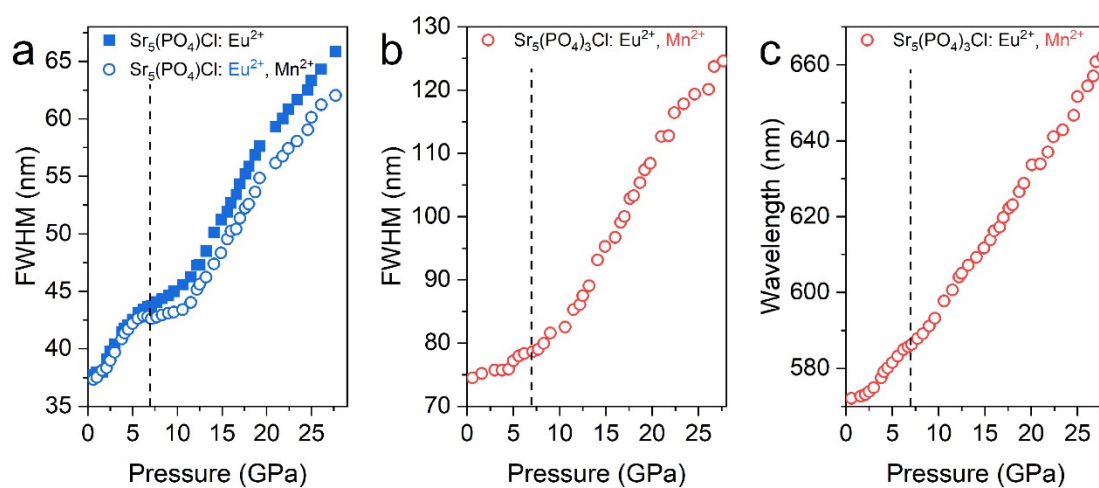 a
Sr₅(PO₄)Cl: Eu²⁺
Sr₅(PO₄)Cl: Eu²⁺, Mn²⁺
FWHM (nm)
65
60
55
50
45
40
35
0 5 10 15 20 25
Pressure (GPa)
b
Sr₅(PO₄)₃Cl: Eu²⁺, Mn²⁺
FWHM (nm)
130
120
110
100
90
80
70
0 5 10 15 20 25
Pressure (GPa)
c
Sr₅(PO₄)₃Cl: Eu²⁺, Mn²⁺
Wavelength (nm)
660
640
620
600
580
0 5 10 15 20 25
Pressure (GPa)